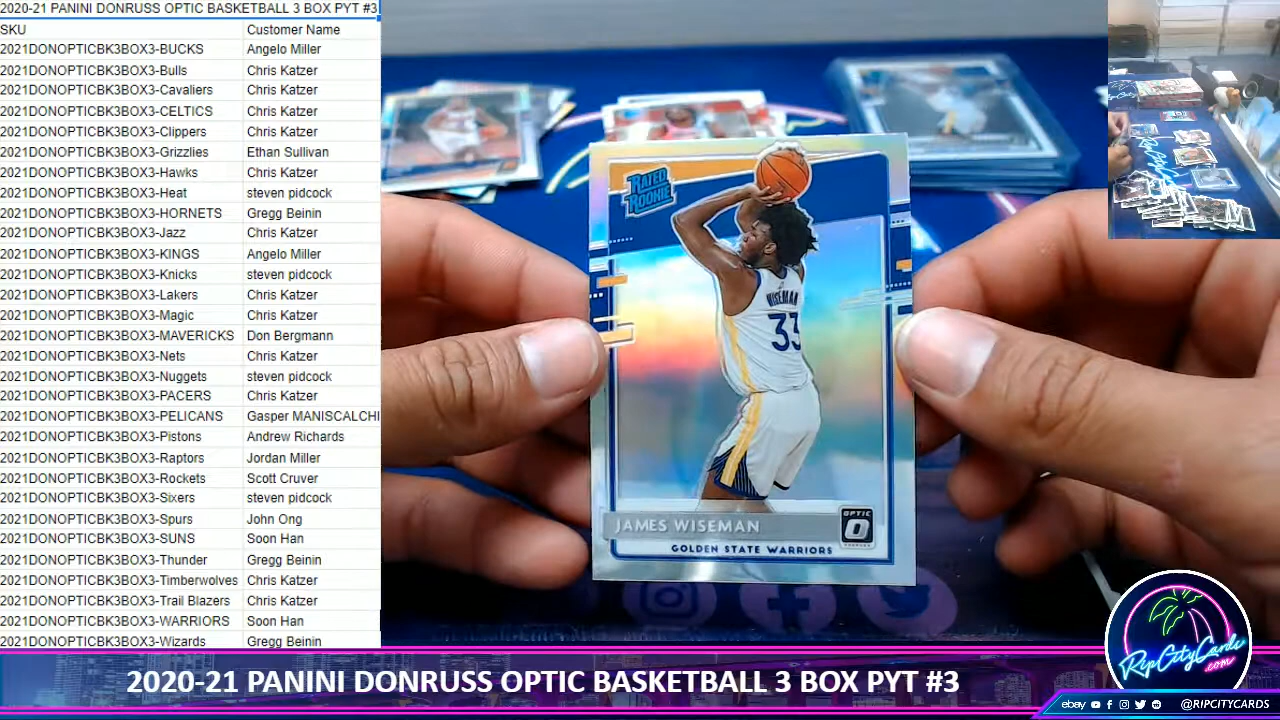 2020-21 PANINI DONRUSS OPTIC BASKETBALL 3 BOX PYT #3
SKU Customer Name
2021DONOPTICBK3BOX3-BUCKS Angelo Miller
2021DONOPTICBK3BOX3-Bulls Chris Katzer
2021DONOPTICBK3BOX3-Cavaliers Chris Katzer
2021DONOPTICBK3BOX3-CELTICS Chris Katzer
2021DONOPTICBK3BOX3-Clippers Chris Katzer
2021DONOPTICBK3BOX3-Grizzlies Ethan Sullivan
2021DONOPTICBK3BOX3-Hawks Chris Katzer
2021DONOPTICBK3BOX3-Heat steven pidcock
2021DONOPTICBK3BOX3-HORNETS Gregg Beinin
2021DONOPTICBK3BOX3-Jazz Chris Katzer
2021DONOPTICBK3BOX3-KINGS Angelo Miller
2021DONOPTICBK3BOX3-Knicks steven pidcock
2021DONOPTICBK3BOX3-Lakers Chris Katzer
2021DONOPTICBK3BOX3-Magic Chris Katzer
2021DONOPTICBK3BOX3-MAVERICKS Don Bergmann
2021DONOPTICBK3BOX3-Nets Chris Katzer
2021DONOPTICBK3BOX3-Nuggets steven pidcock
2021DONOPTICBK3BOX3-PACERS Chris Katzer
2021DONOPTICBK3BOX3-PELICANS Gasper MANISCALCHI
2021DONOPTICBK3BOX3-Pistons Andrew Richards
2021DONOPTICBK3BOX3-Raptors Jordan Miller
2021DONOPTICBK3BOX3-Rockets Scott Cruver
2021DONOPTICBK3BOX3-Sixers steven pidcock
2021DONOPTICBK3BOX3-Spurs John Ong
2021DONOPTICBK3BOX3-SUNS Soon Han
2021DONOPTICBK3BOX3-Thunder Gregg Beinin
2021DONOPTICBK3BOX3-Timberwolves Chris Katzer
2021DONOPTICBK3BOX3-Trail Blazers Chris Katzer
2021DONOPTICBK3BOX3-WARRIORS Soon Han
2021DONOPTICBK3BOX3-Wizards Gregg Beinin
RATED
ROOKIE
WISEMAN
33
JAMES WISEMAN
OPTIC
GOLDEN STATE WARRIORS
RipCityCards
.com
2020-21 PANINI DONRUSS OPTIC BASKETBALL 3 BOX PYT #3
ebay @RIPCITYCARDS